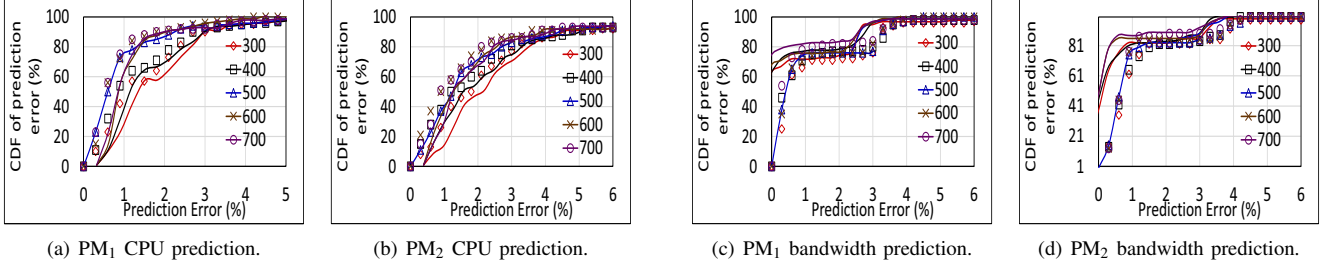 CDF of prediction
error (%)
100
80
60
40
20
0
0 1 2 3 4 5
Prediction Error (%)
300
400
500
600
700
(a) PM1 CPU prediction.
CDF of prediction
error (%)
100
80
60
40
20
0
0 1 2 3 4 5 6
Prediction Error (%)
300
400
500
600
700
(b) PM2 CPU prediction.
CDF of prediction
error (%)
100
80
60
40
20
0
0 1 2 3 4 5 6
Prediction Error (%)
300
400
500
600
700
(c) PM1 bandwidth prediction.
CDF of prediction
error (%)
81
61
41
21
1
0 1 2 3 4 5 6
Prediction Error (%)
300
400
500
600
700
(d) PM2 bandwidth prediction.